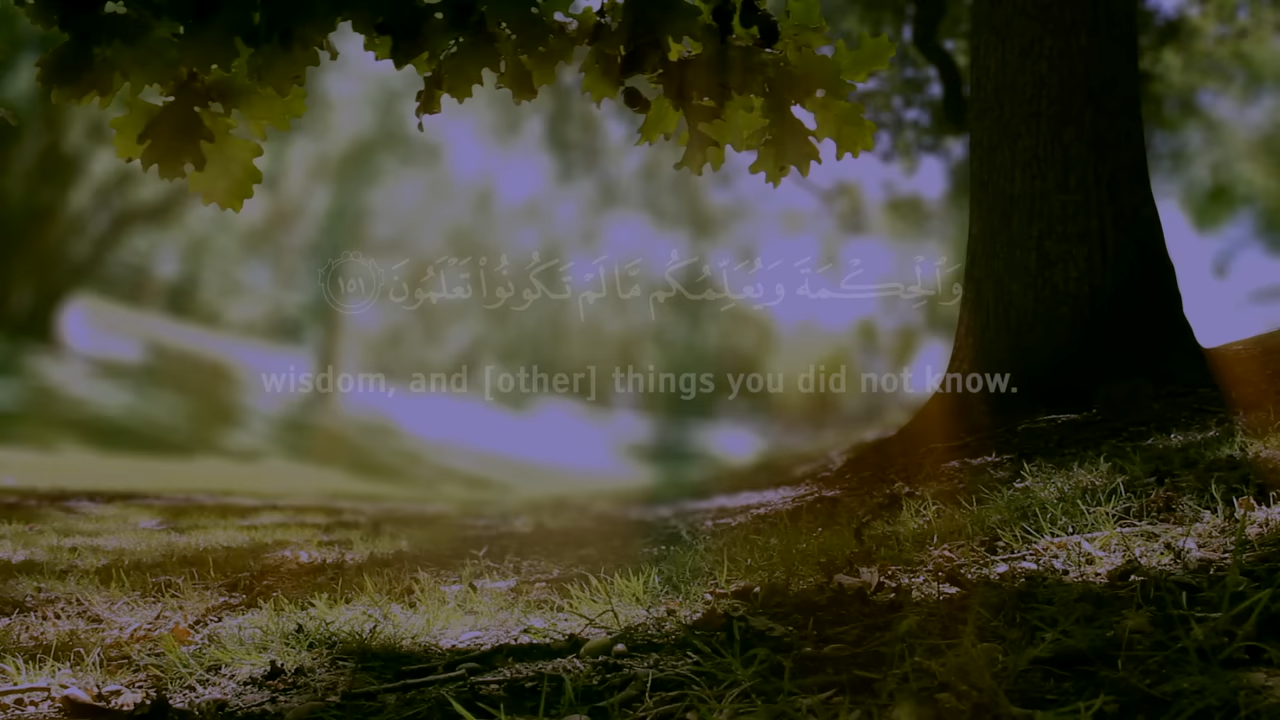 وَٱلْحِكْمَةَ وَيُعَلِّمُكُم مَّا لَمْ تَكُونُوا۟ تَعْلَمُونَ ﴿١٥١﴾
wisdom, and [other] things you did not know.